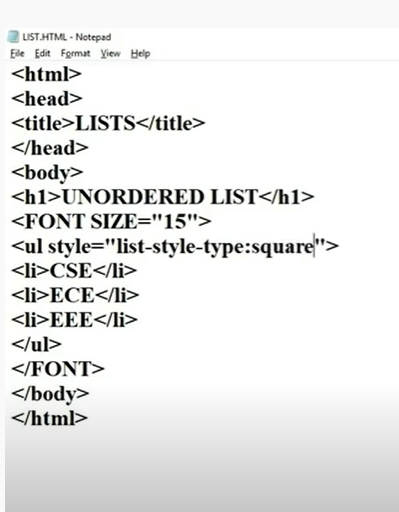 LIST.HTML - Notepad
File Edit Format View Help
<html>
<head>
<title>LISTS</title>
</head>
<body>
<h1>UNORDERED LIST</h1>
<FONT SIZE="15">
<ul style="list-style-type:square">
<li>CSE</li>
<li>ECE</li>
<li>EEE</li>
</ul>
</FONT>
</body>
</html>